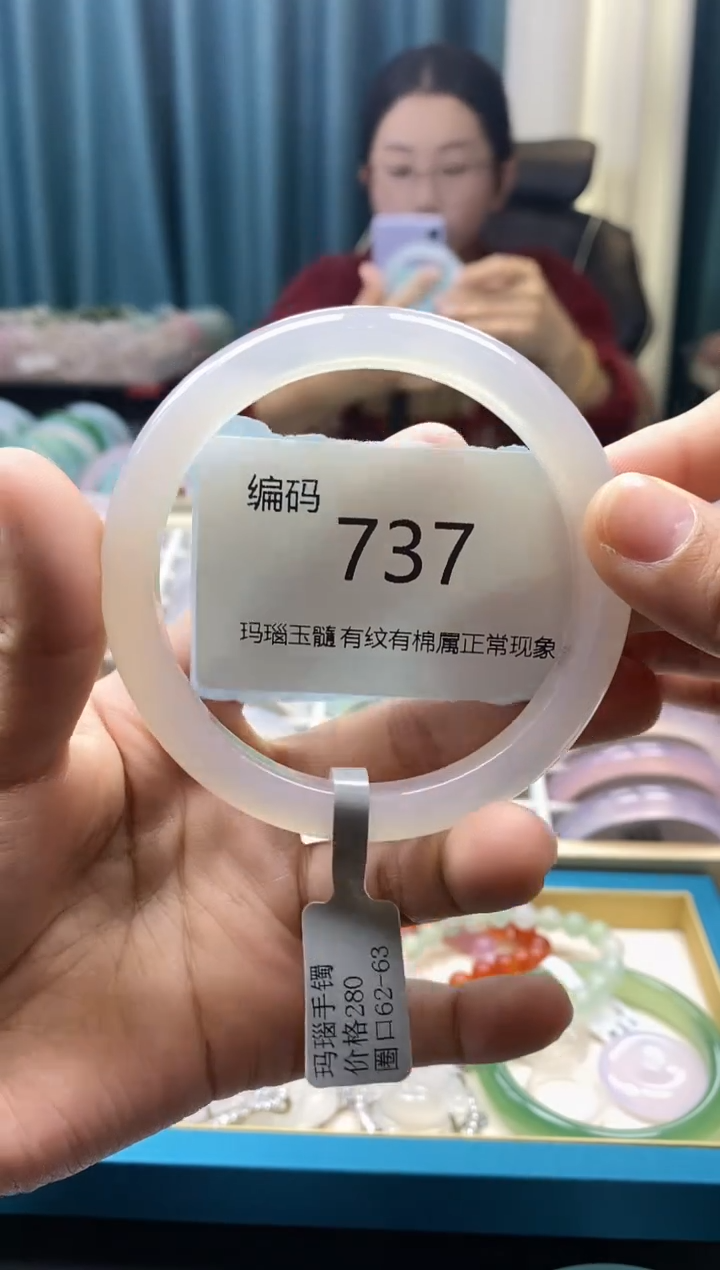 编码
737
玛瑙玉髓有纹有棉属正常现象
玛瑙手镯
价格280
圈口62-63